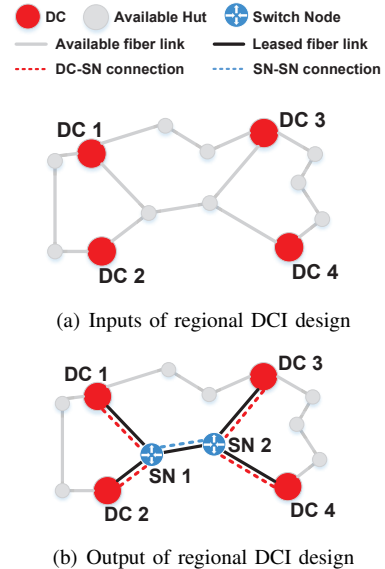 DC Available Hut Switch Node
Available fiber link Leased fiber link
DC-SN connection SN-SN connection
DC 1 DC 3
DC 2 DC 4
(a) Inputs of regional DCI design
DC 1 DC 3
SN 1 SN 2
DC 2 DC 4
(b) Output of regional DCI design